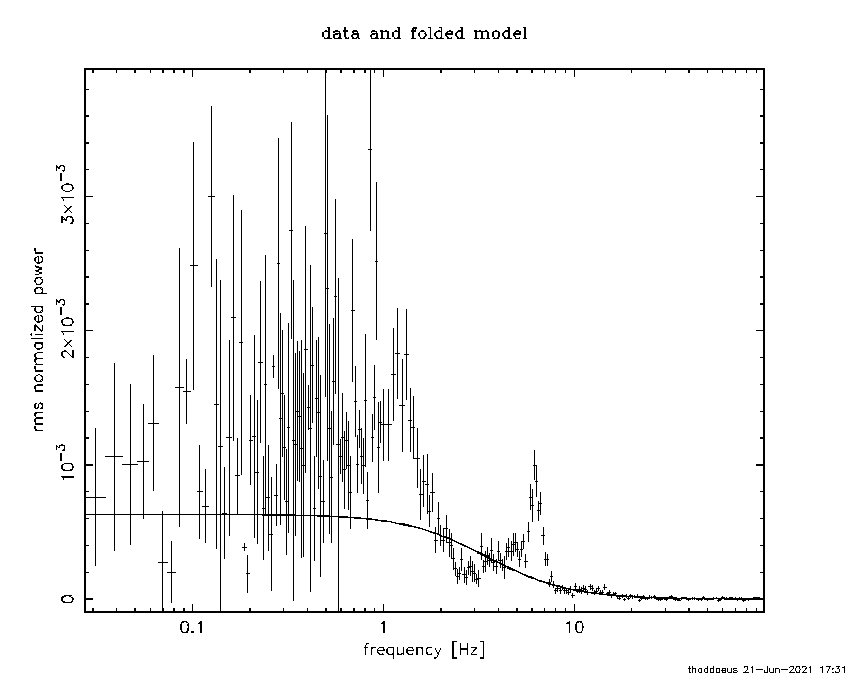 data and folded model
rms normalized power
3×10⁻³
2×10⁻³
10⁻³
0
0.1 1 10
frequency [Hz]
thoddoeus 21-Jun-2021 17:31